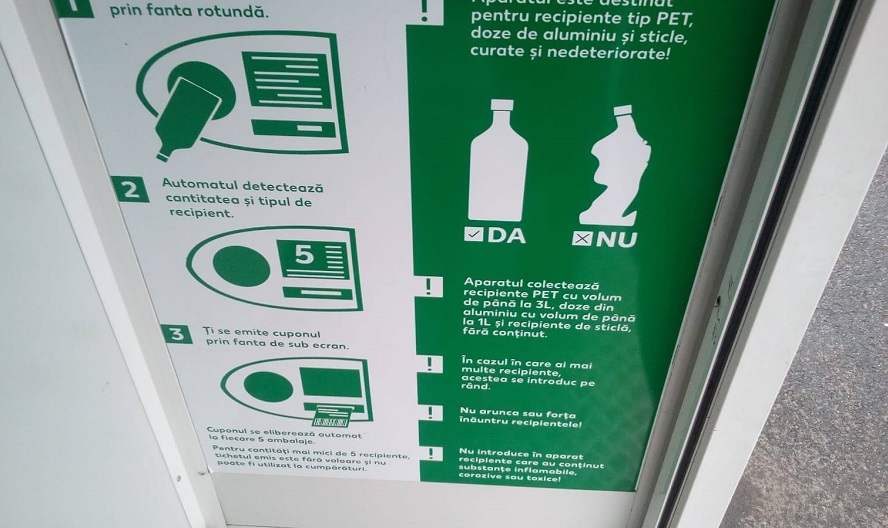 1
prin fanta rotundă.
2
Automatul detectează
cantitatea și tipul de
recipient.
5
3
Ți se emite cuponul
prin fanta de sub ecran.
Cuponul se eliberează automat
la fiecare 5 ambalaje.
Pentru cantități mai mici de 5 recipiente,
tichetul emis este fără valoare și nu
poate fi utilizat la cumpărături.
!
Aparatul este destinat
pentru recipiente tip PET,
doze de aluminiu și sticle,
curate și nedeteriorate!
DA
NU
!
Aparatul colectează
recipiente PET cu volum
de până la 3L, doze din
aluminiu cu volum de până
la 1L și recipiente de sticlă,
fără conținut.
!
În cazul în care ai mai
multe recipiente,
acestea se introduc pe
rând.
!
Nu arunca sau forța
înăuntru recipientele!
!
Nu introduce în aparat
recipiente care au conținut
substanțe inflamabile,
corozive sau toxice!